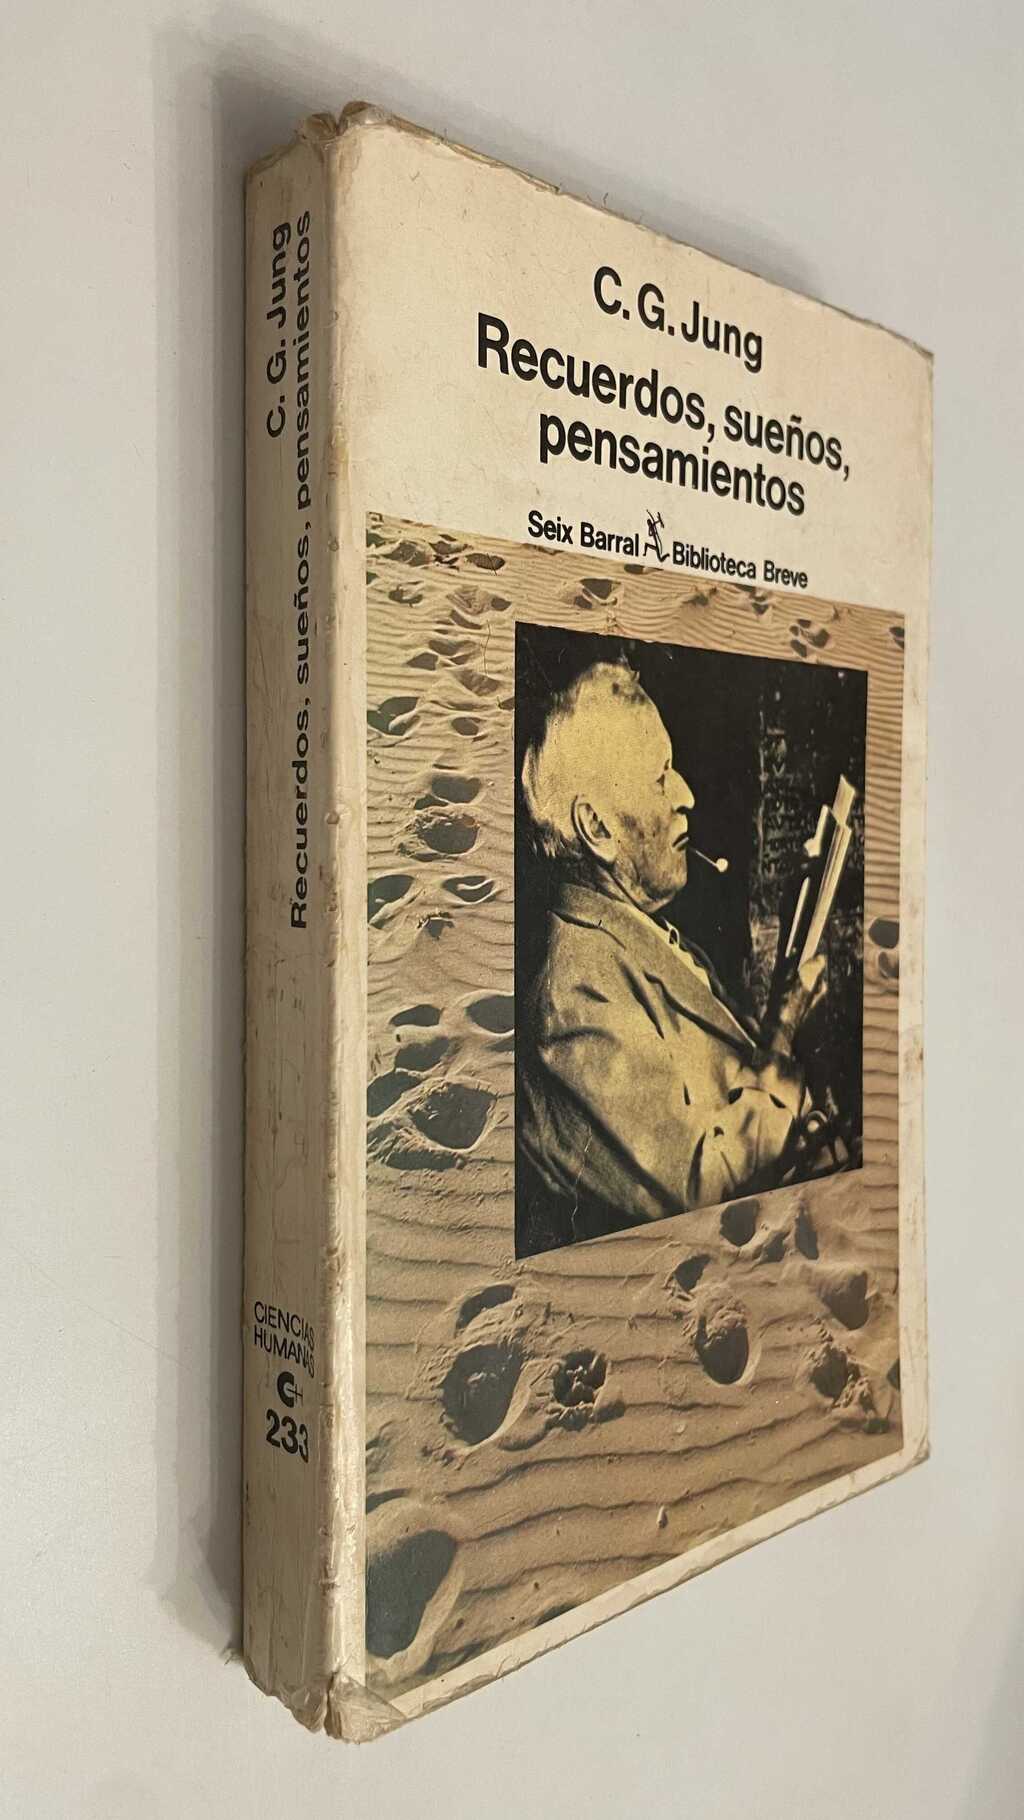 C. G. Jung
Recuerdos, sueños,
pensamientos
Seix Barral Biblioteca Breve
C. G. Jung
Recuerdos, sueños, pensamientos
CIENCIAS
HUMANAS
233